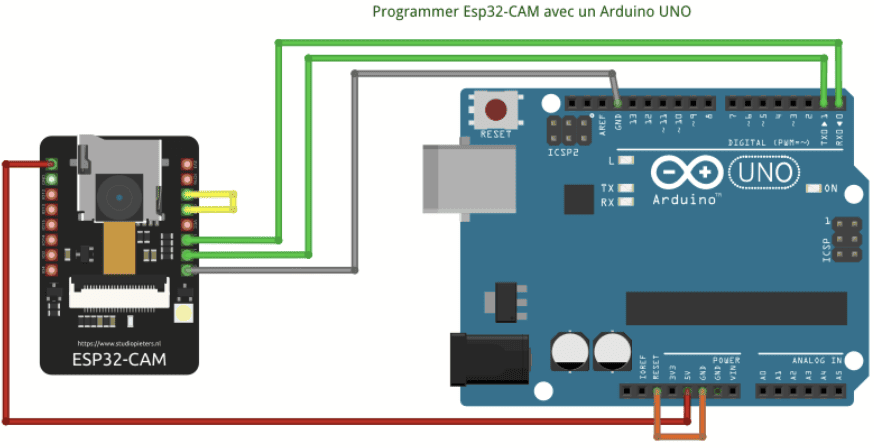 Programmer Esp32-CAM avec un Arduino UNO
RESET
ICSP2
AREF
GND
13
12
~11
~10
~9
8
7
~6
~5
4
~3
2
TX0 ▶ 1
RX0 ◀ 0
DIGITAL (PWM=~)
L
TX
RX
Arduino™
UNO
ON
1
ICSP
https://www.studiopieters.nl
ESP32-CAM
IOREF
RESET
3V3
5V
GND
GND
VIN
POWER
ANALOG IN
A0
A1
A2
A3
A4
A5